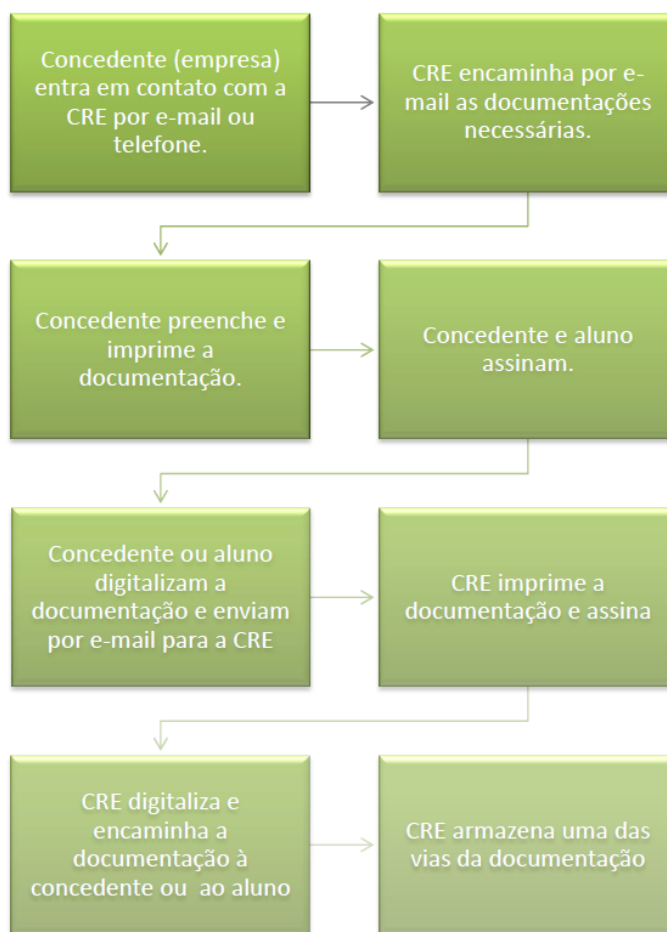 Concedente (empresa)
entra em contato com a
CRE por e-mail ou
telefone.
CRE encaminha por e-
mail as documentações
necessárias.
Concedente preenche e
imprime a
documentação.
Concedente e aluno
assinam.
Concedente ou aluno
digitalizam a
documentação e enviam
por e-mail para a CRE
CRE imprime a
documentação e assina
CRE digitaliza e
encaminha a
documentação à
concedente ou ao aluno
CRE armazena uma das
vias da documentação